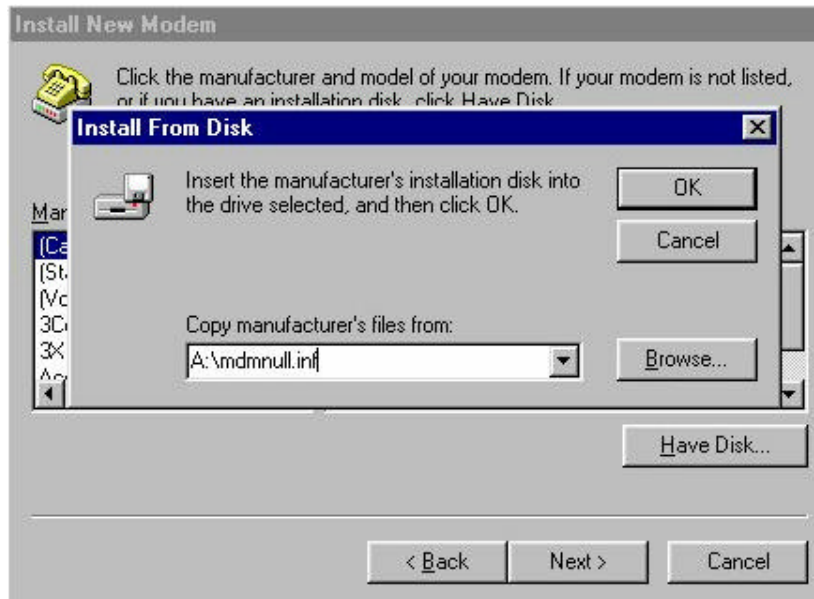 Install New Modem
Click the manufacturer and model of your modem. If your modem is not listed,
or if you have an installation disk, click Have Disk.
Install From Disk
Insert the manufacturer's installation disk into
the drive selected, and then click OK.
OK
Cancel
Copy manufacturer's files from:
A:\mdmnull.inf
Browse...
Have Disk...
< Back
Next >
Cancel